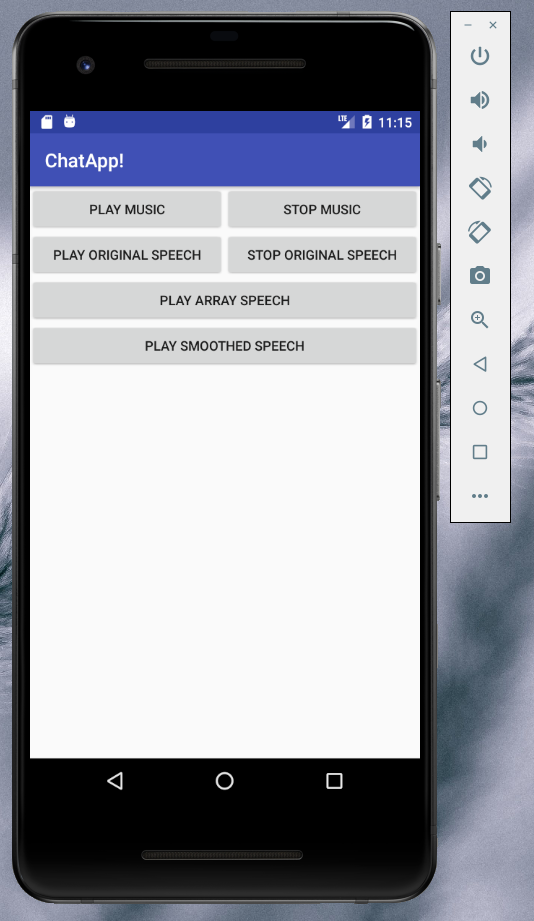 LTE 11:15
ChatApp!
PLAY MUSIC STOP MUSIC
PLAY ORIGINAL SPEECH STOP ORIGINAL SPEECH
PLAY ARRAY SPEECH
PLAY SMOOTHED SPEECH